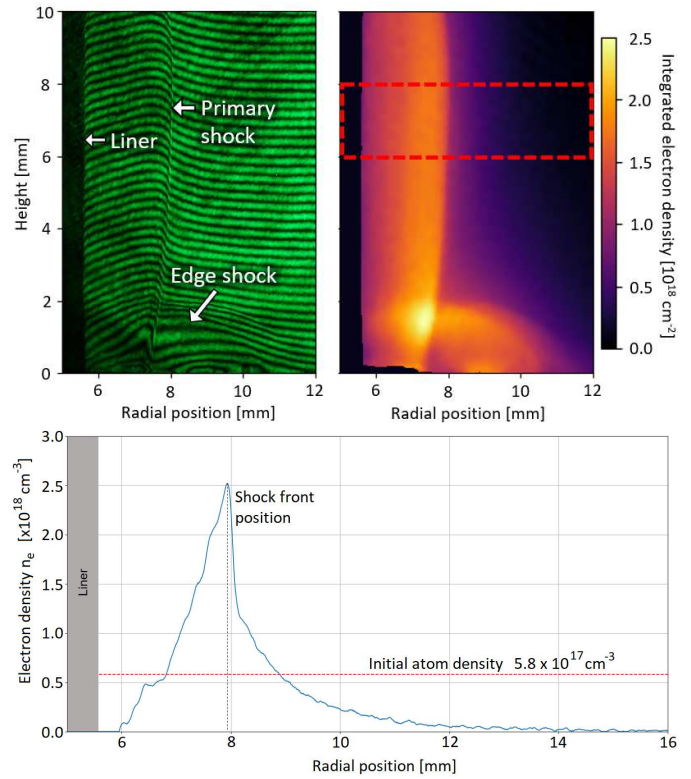 10
8
6
4
2
0
Height [mm]
Liner
Primary
shock
Edge shock
6
8
10
12
Radial position [mm]
6
8
10
12
Radial position [mm]
2.5
2.0
1.5
1.0
0.5
0.0
Integrated electron density [10¹⁸ cm⁻²]
3.0
2.5
2.0
1.5
1.0
0.5
0.0
Electron density nₑ [x10¹⁸ cm⁻³]
Liner
Shock front
position
Initial atom density 5.8 x 10¹⁷ cm⁻³
6
8
10
12
14
16
Radial position [mm]